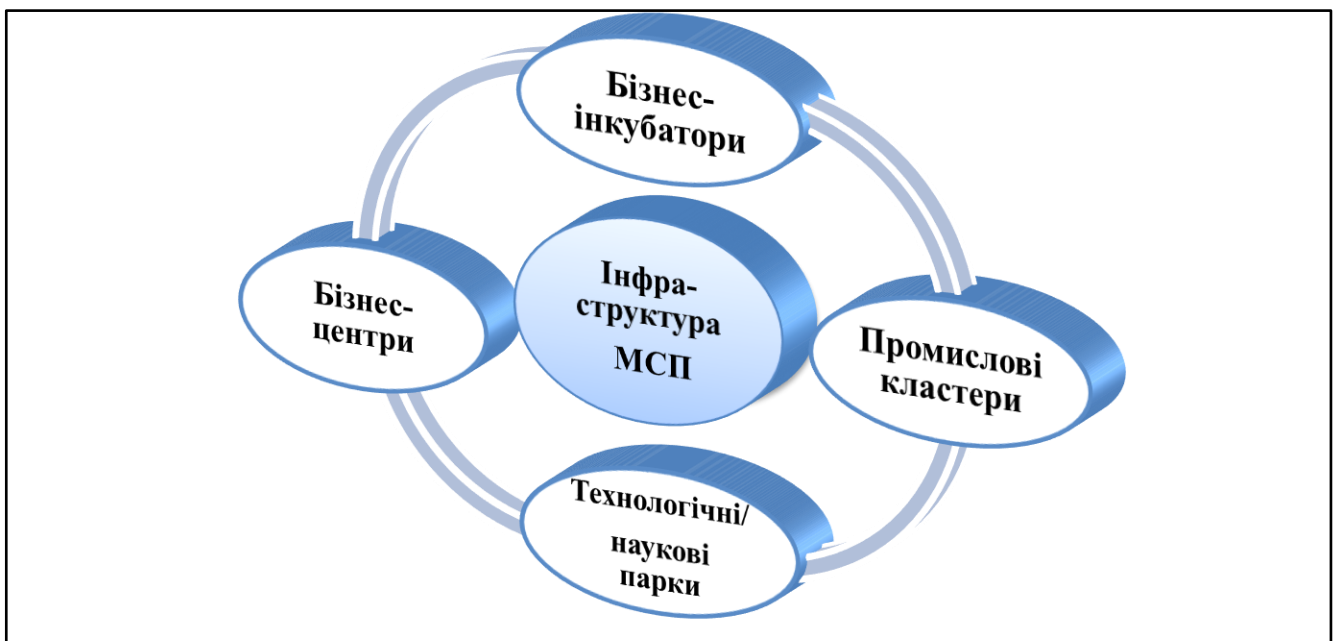 Бізнес-
інкубатори
Бізнес-
центри
Інфра-
структура
МСП
Промислові
кластери
Технологічні/
наукові
парки